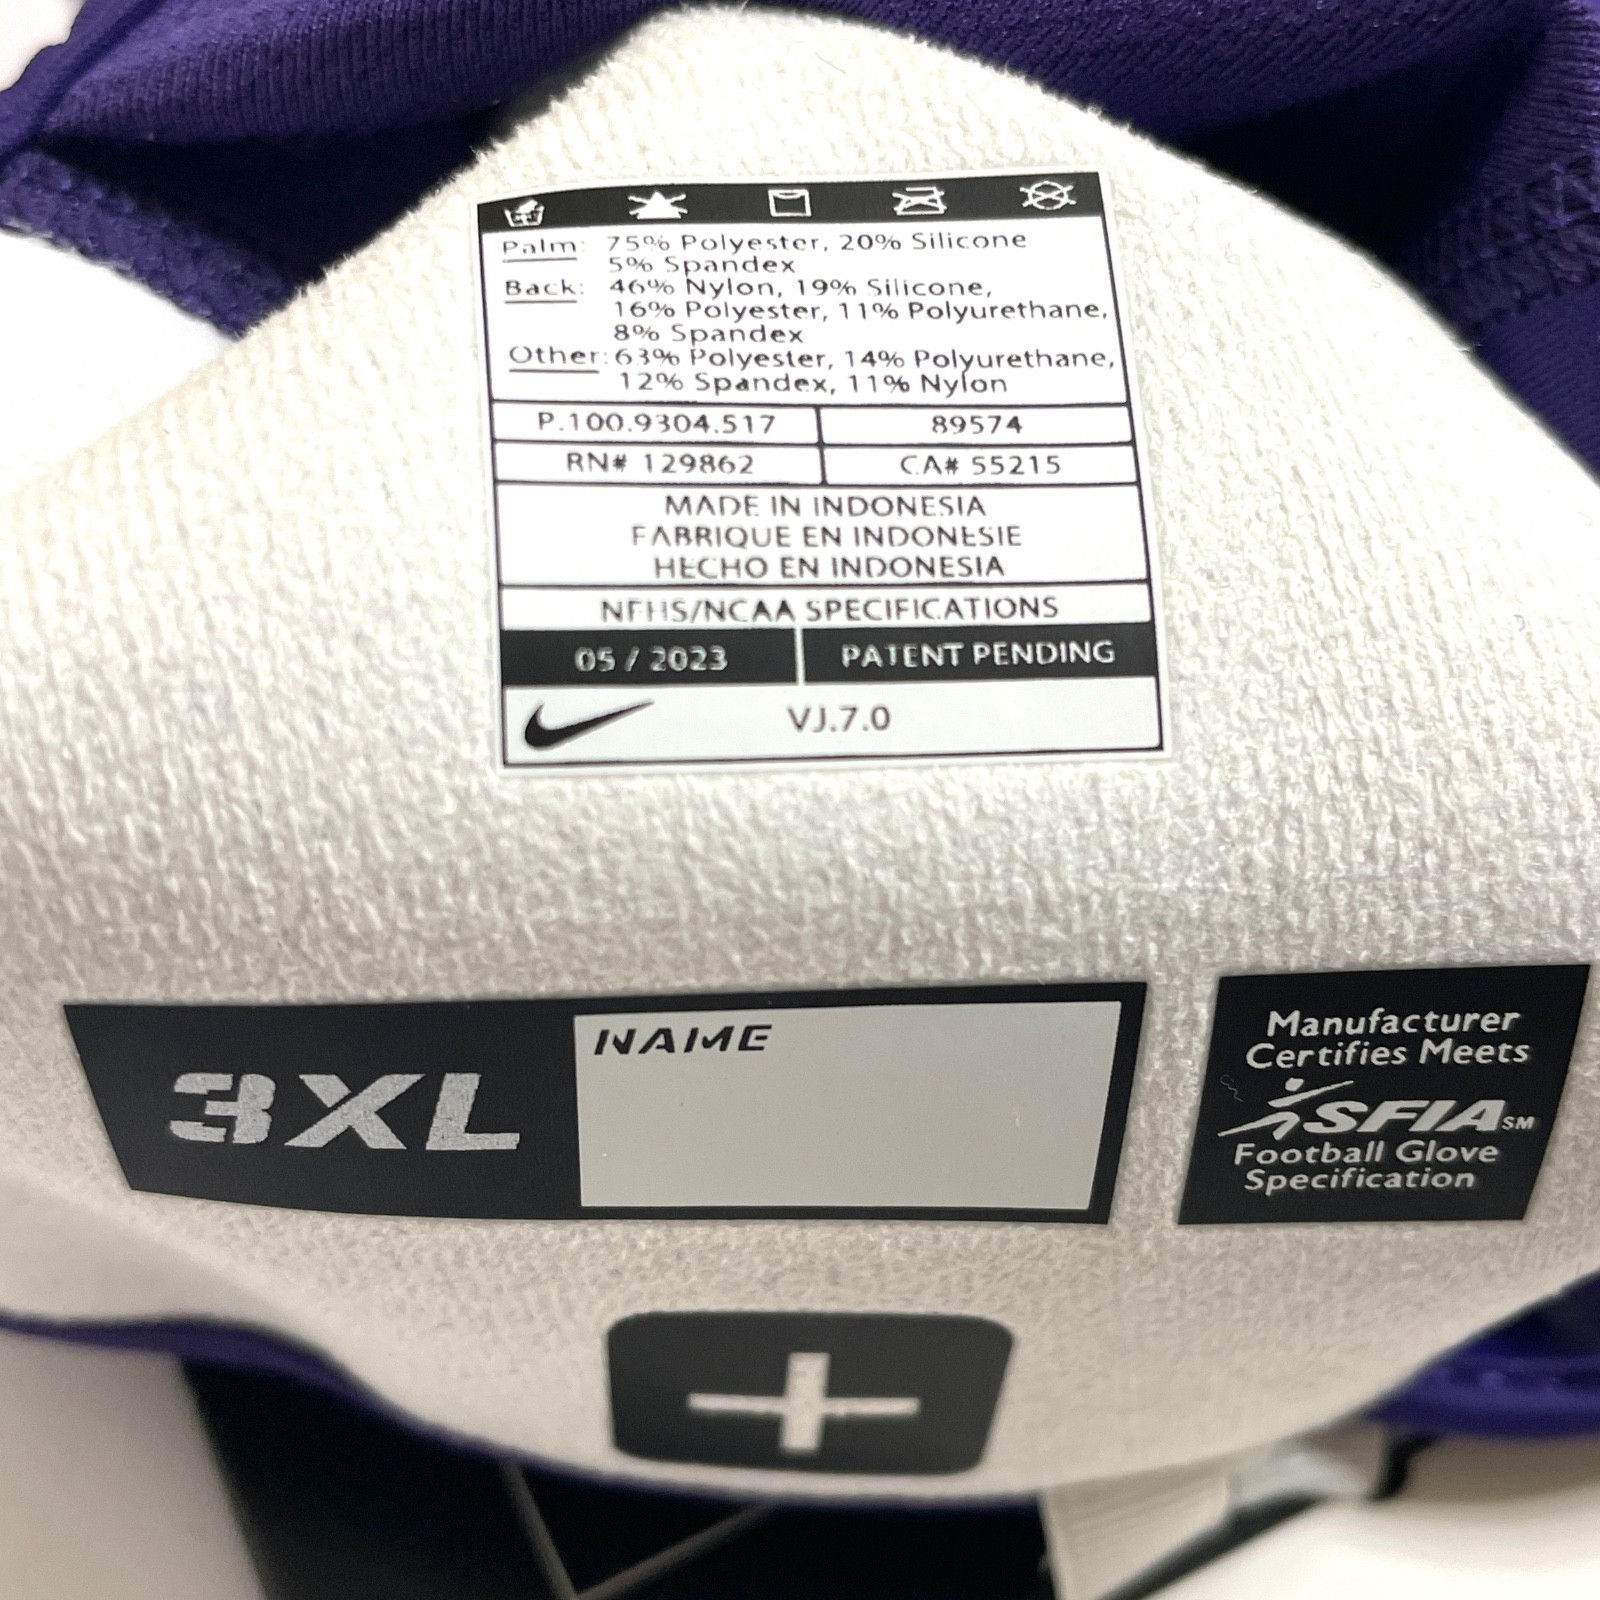 Palm: 75% Polyester, 20% Silicone
5% Spandex
Back: 46% Nylon, 19% Silicone,
16% Polyester, 11% Polyurethane,
8% Spandex
Other: 63% Polyester, 14% Polyurethane,
12% Spandex, 11% Nylon
P.100.9304.517 89574
RN# 129862 CA# 55215
MADE IN INDONESIA
FABRIQUE EN INDONESIE
HECHO EN INDONESIA
NFHS/NCAA SPECIFICATIONS
05 / 2023 PATENT PENDING
VJ.7.0
3XL NAME
Manufacturer
Certifies Meets
SFIA SM
Football Glove
Specification